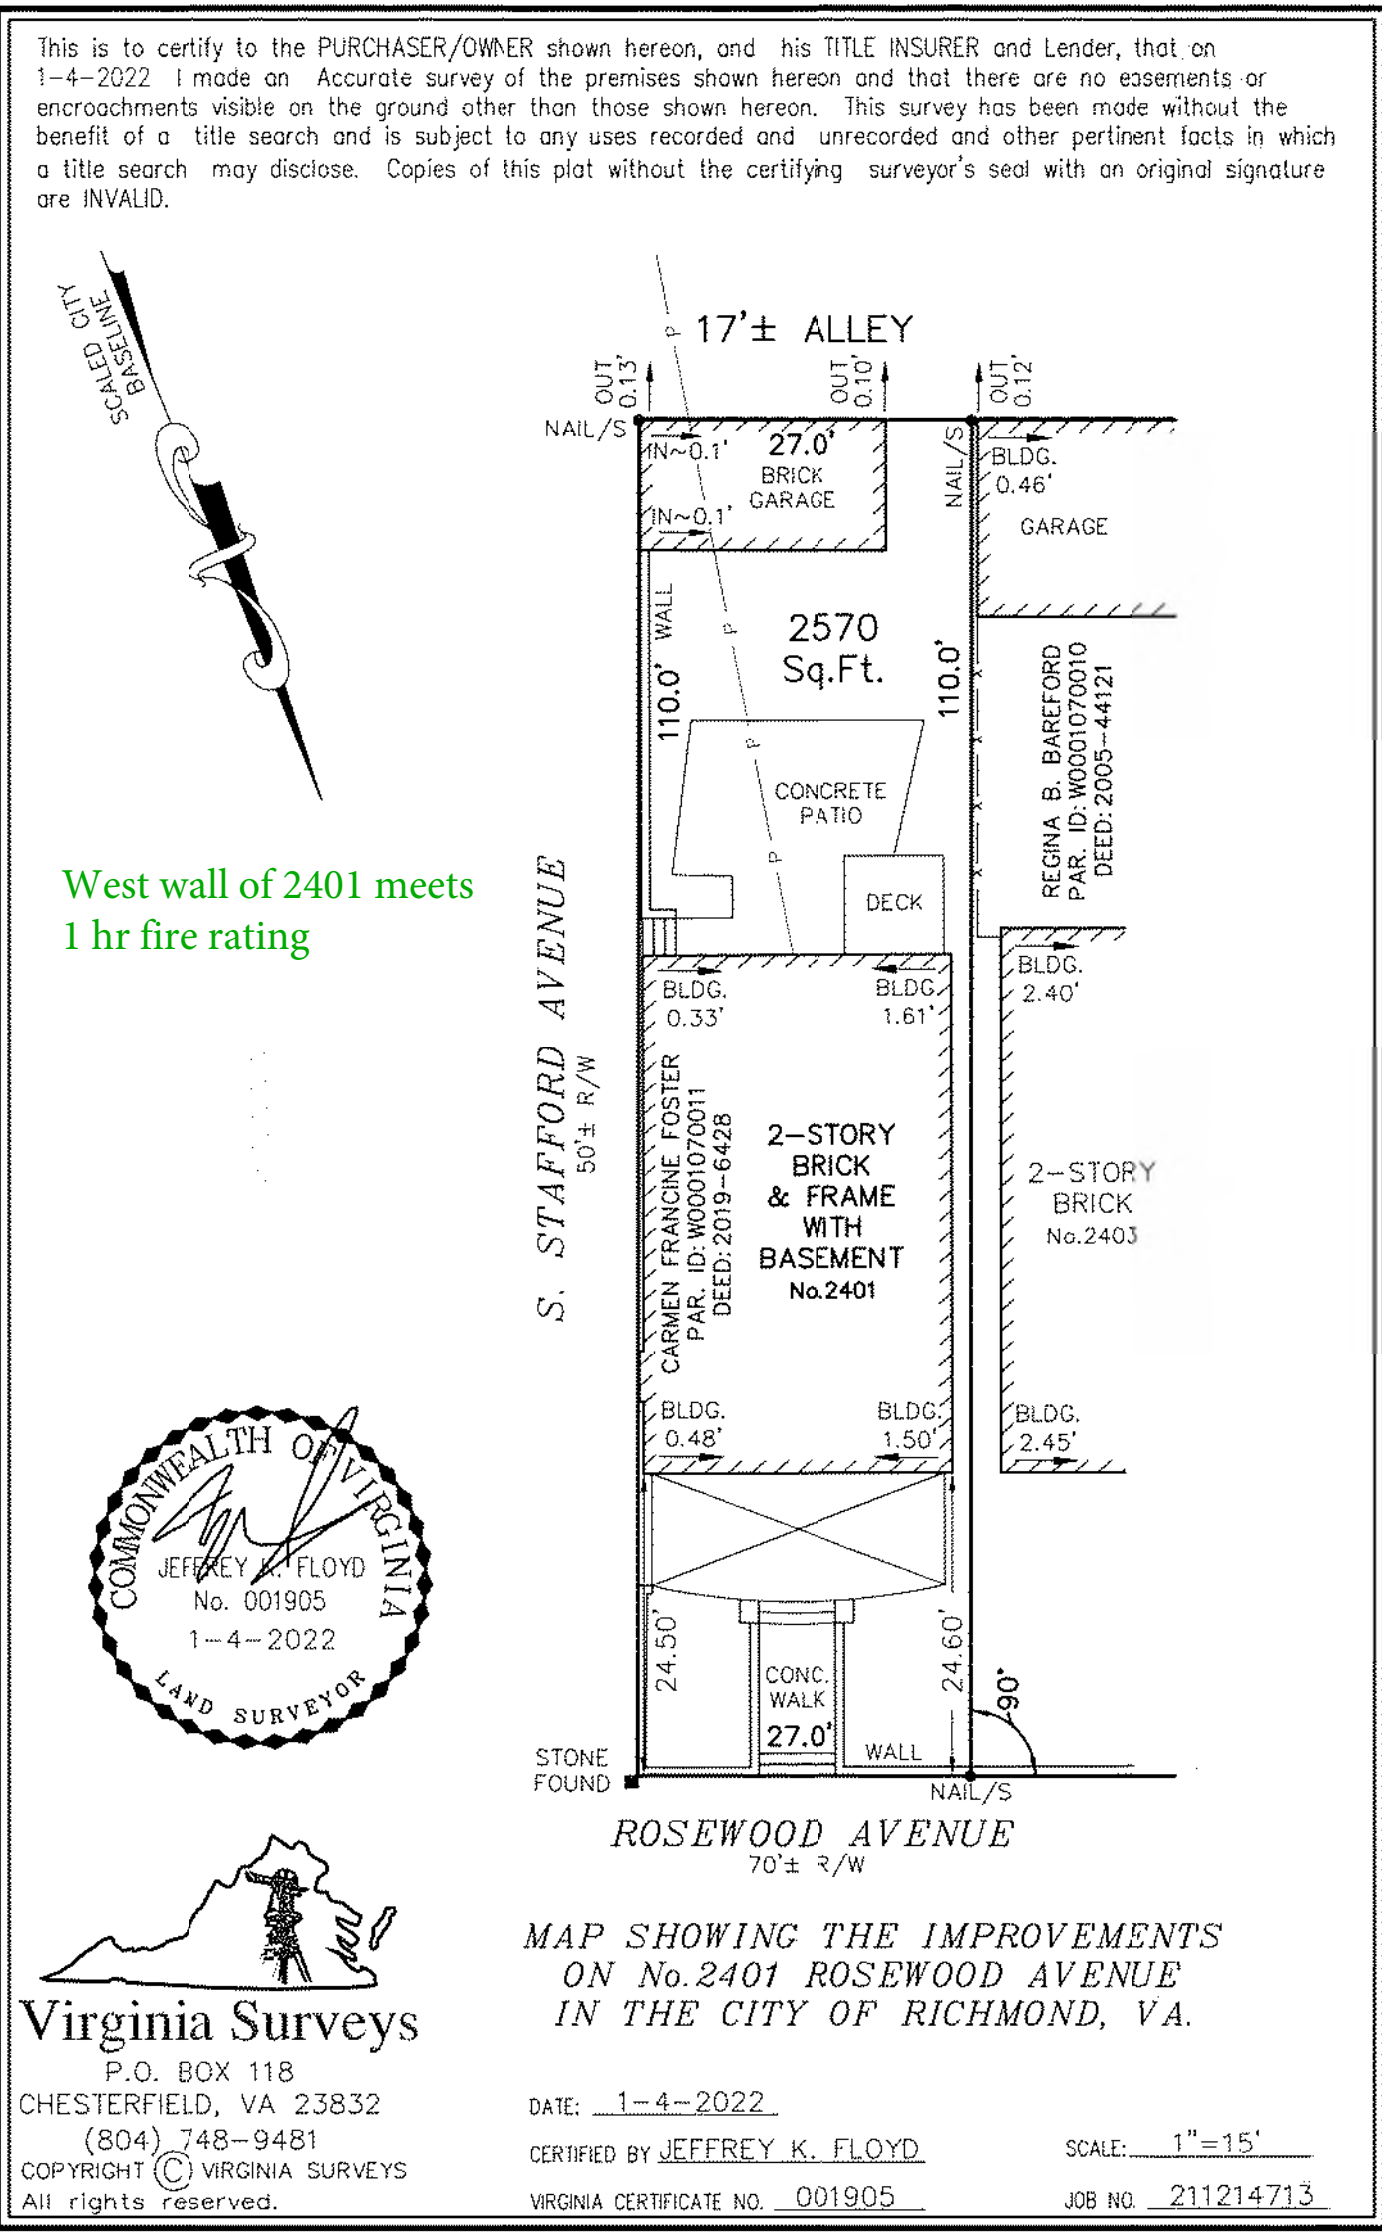 This is to certify to the PURCHASER/OWNER shown hereon, and his TITLE INSURER and Lender, that on
1-4-2022 I made an Accurate survey of the premises shown hereon and that there are no easements or
encroachments visible on the ground other than those shown hereon. This survey has been made without the
benefit of a title search and is subject to any uses recorded and unrecorded and other pertinent facts in which
a title search may disclose. Copies of this plat without the certifying surveyor's seal with an original signature
are INVALID.
SCALED CITY
BASELINE
P
17'± ALLEY
OUT
0.13'
OUT
0.10'
OUT
0.12'
NAIL/S
IN~0.1'
27.0'
BRICK
GARAGE
IN~0.1'
NAIL/S
BLDG.
0.46'
GARAGE
WALL
110.0'
P
2570
Sq.Ft.
110.0'
REGINA B. BAREFORD
PAR. ID: W0001070010
DEED: 2005-44121
P
CONCRETE
PATIO
P
DECK
West wall of 2401 meets
1 hr fire rating
S. STAFFORD AVENUE
50'± R/W
BLDG.
0.33'
BLDG.
1.61'
BLDG.
2.40'
CARMEN FRANCINE FOSTER
PAR. ID: W0001070011
DEED: 2019-6428
2-STORY
BRICK
& FRAME
WITH
BASEMENT
No.2401
2-STORY
BRICK
No.2403
BLDG.
0.48'
BLDG.
1.50'
BLDG.
2.45'
COMMONWEALTH OF VIRGINIA
JEFFREY K. FLOYD
No. 001905
1-4-2022
LAND SURVEYOR
24.50'
24.60'
CONC.
WALK
27.0'
~90°
WALL
STONE
FOUND
NAIL/S
ROSEWOOD AVENUE
70'± R/W
MAP SHOWING THE IMPROVEMENTS
ON No.2401 ROSEWOOD AVENUE
IN THE CITY OF RICHMOND, VA.
Virginia Surveys
P.O. BOX 118
CHESTERFIELD, VA 23832
(804) 748-9481
COPYRIGHT © VIRGINIA SURVEYS
All rights reserved.
DATE: 1-4-2022
CERTIFIED BY JEFFREY K. FLOYD
SCALE: 1"=15'
VIRGINIA CERTIFICATE NO. 001905
JOB NO. 211214713